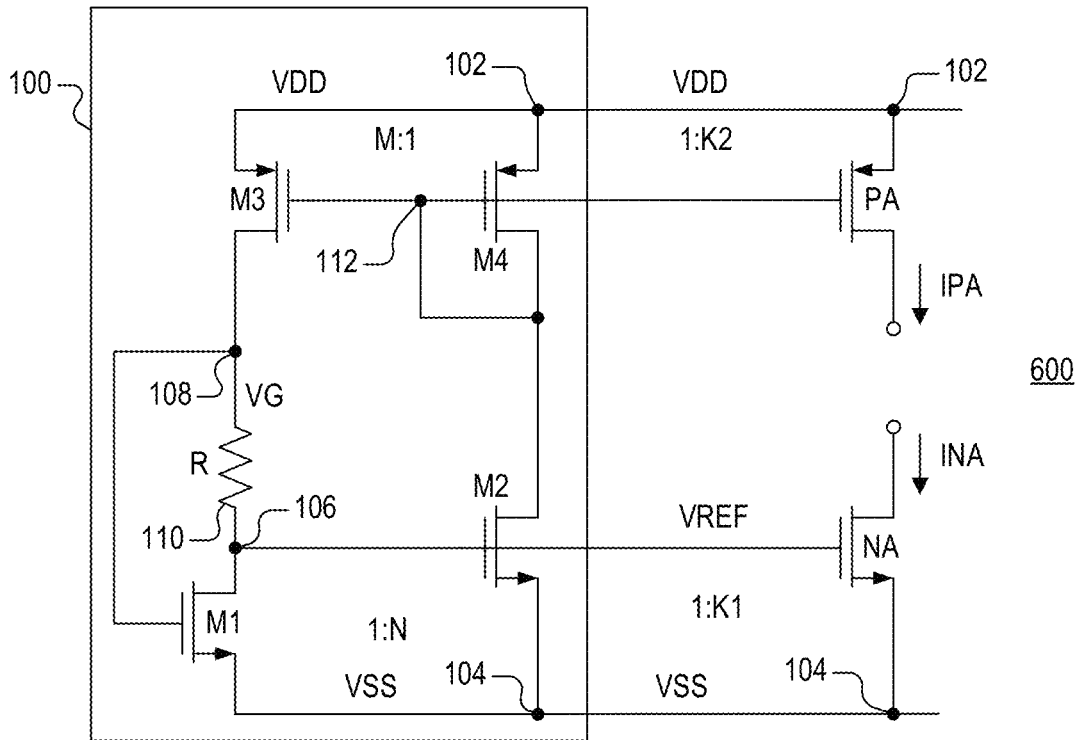 100
VDD
102
VDD
102
M:1
1:K2
M3
PA
112
M4
IPA
108
VG
600
R
M2
INA
106
VREF
110
NA
M1
1:N
1:K1
VSS
104
VSS
104